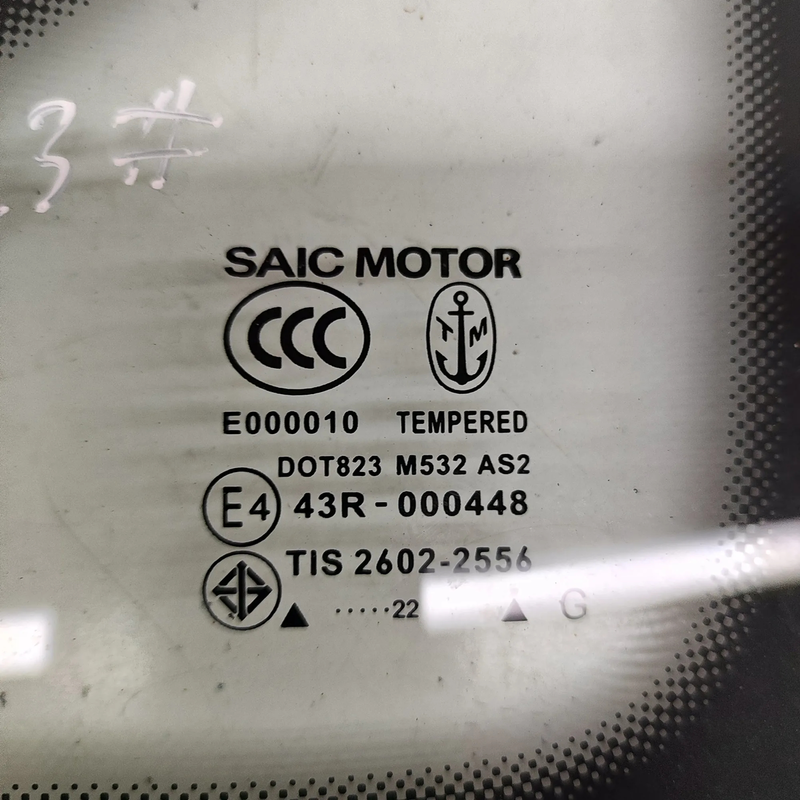 3 #
SAIC MOTOR
CCC T M
E000010 TEMPERED
DOT823 M532 AS2
E4 43R-000448
TIS 2602-2556
▲ .....22 ▲ G